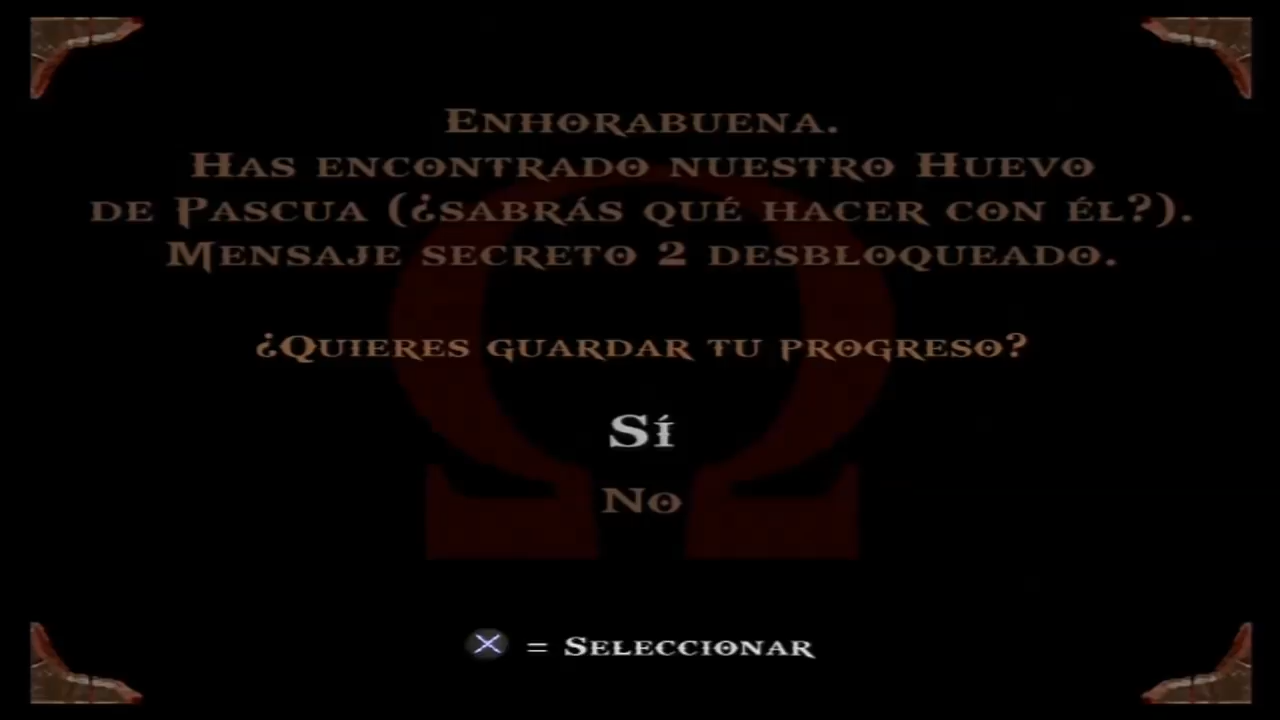 Enhorabuena.
Has encontrado nuestro Huevo
de Pascua (¿sabrás qué hacer con él?).
Mensaje secreto 2 desbloqueado.
¿Quieres guardar tu progreso?
Sí
No
= Seleccionar